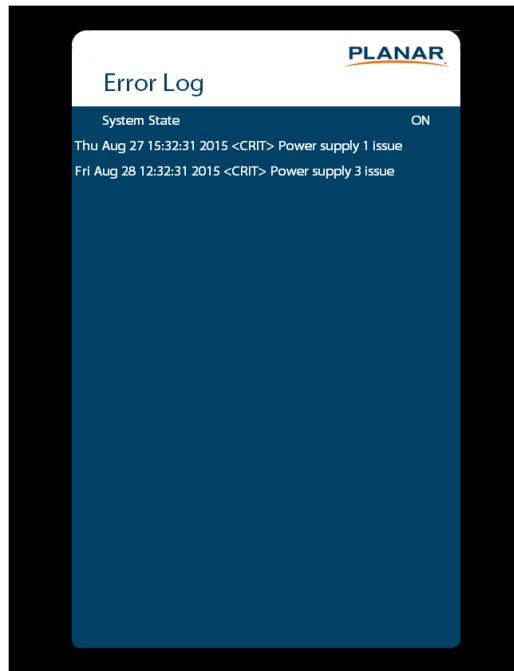 PLANAR
Error Log
System State ON
Thu Aug 27 15:32:31 2015 <CRIT> Power supply 1 issue
Fri Aug 28 12:32:31 2015 <CRIT> Power supply 3 issue